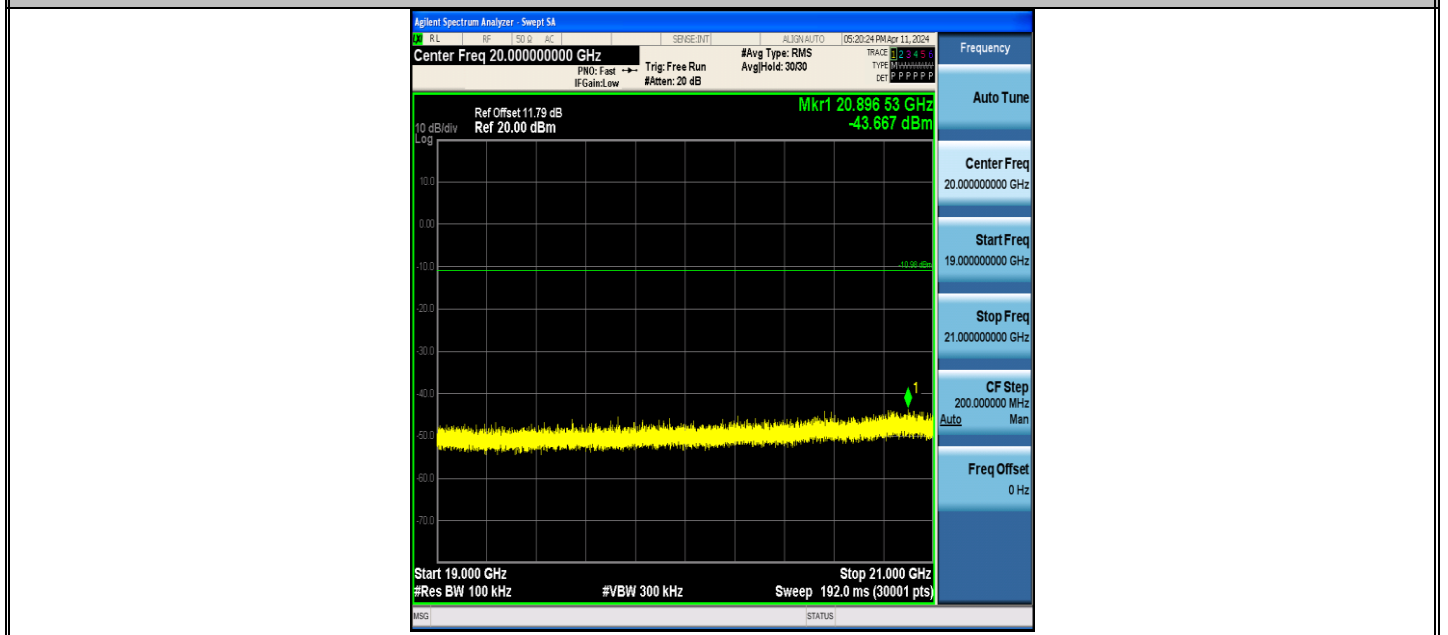 Agilent Spectrum Analyzer - Swept SA
RL RF 50 Ω AC SENSE:INT ALIGN AUTO 05:20:24 PM Apr 11, 2024
Center Freq 20.000000000 GHz
PNO: Fast
IFGain:Low
Trig: Free Run
#Atten: 20 dB
#Avg Type: RMS
Avg|Hold: 30/30
TRACE 1 2 3 4 5 6
TYPE
DET P P P P P P
Mkr1 20.896 53 GHz
-43.667 dBm
Ref Offset 11.79 dB
10 dB/div Ref 20.00 dBm
Log
10.0
0.00
-10.0
-10.98 dBm
-20.0
-30.0
-40.0
1
-50.0
-60.0
-70.0
Start 19.000 GHz Stop 21.000 GHz
#Res BW 100 kHz #VBW 300 kHz Sweep 192.0 ms (30001 pts)
MSG STATUS
Frequency
Auto Tune
Center Freq
20.000000000 GHz
Start Freq
19.000000000 GHz
Stop Freq
21.000000000 GHz
CF Step
200.000000 MHz
Auto Man
Freq Offset
0 Hz